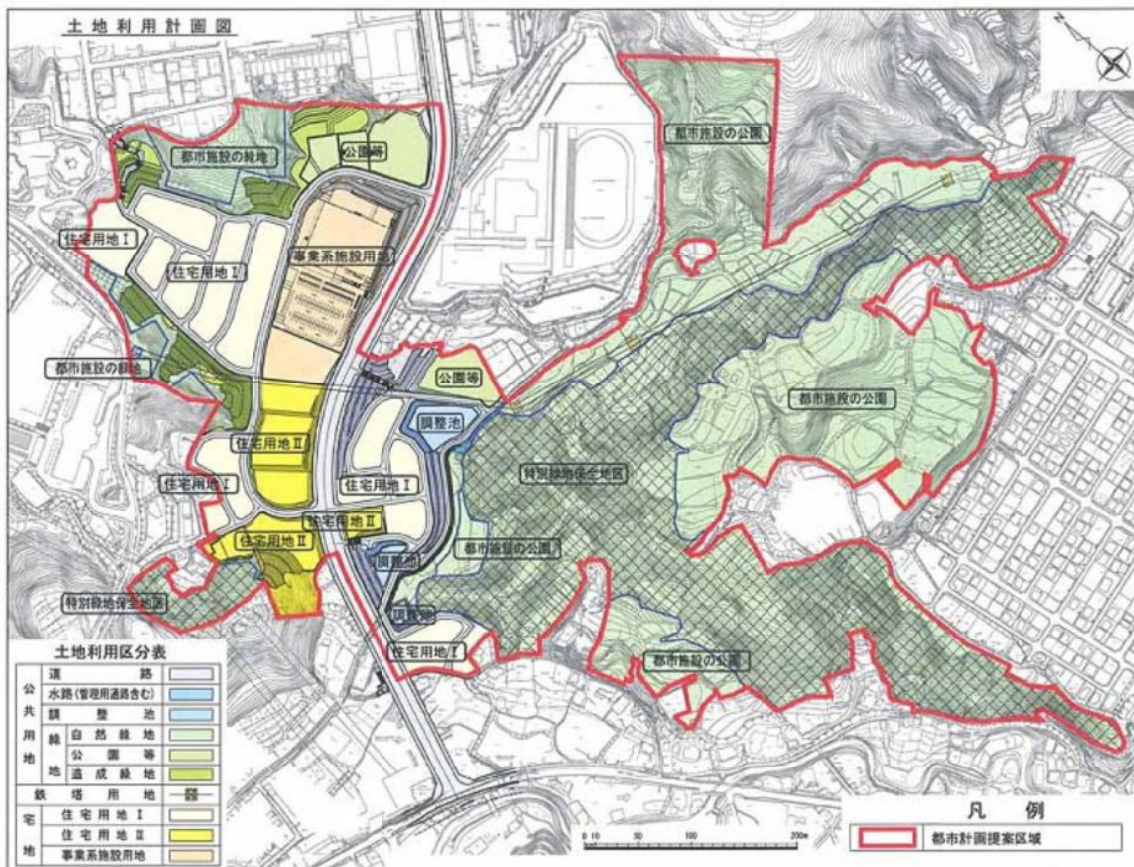 土地利用計画図
都市施設の公園
都市施設の緑地
公園等
住宅用地Ⅰ
住宅用地Ⅰ
事業系施設用地
都市施設の緑地
公園等
都市施設の公園
調整池
住宅用地Ⅱ
特別緑地保全地区
住宅用地Ⅰ
住宅用地Ⅰ
住宅用地Ⅱ
住宅用地Ⅱ
都市施設の公園
調整池
特別緑地保全地区
調整池
住宅用地Ⅰ
都市施設の公園
土地利用区分表
公共用地
道路
水路(管理用通路含む)
調整池
緑地
自然緑地
公園等
造成緑地
鉄塔用地
宅地
住宅用地Ⅰ
住宅用地Ⅱ
事業系施設用地
0 10 50 100 200m
凡例
都市計画提案区域